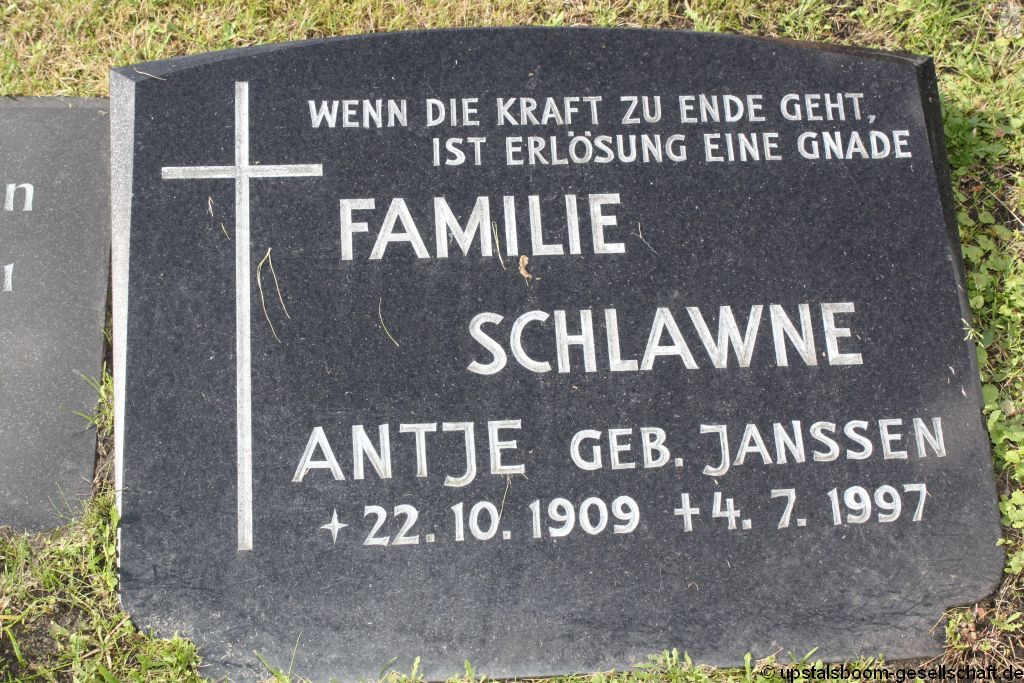 WENN DIE KRAFT ZU ENDE GEHT,
IST ERLÖSUNG EINE GNADE
FAMILIE
SCHLAWNE
ANTJE GEB. JANSSEN
22.10.1909 †4.7.1997
n
© upstalsboom-gesellschaft.de